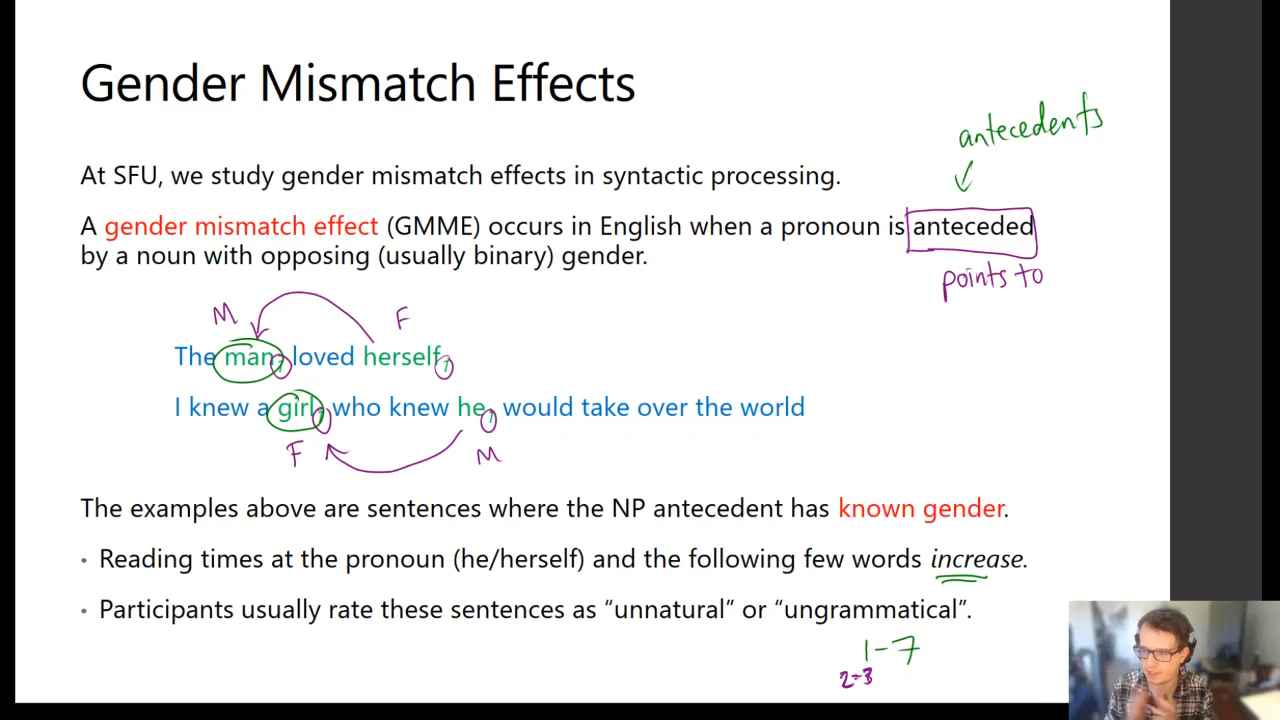 Gender Mismatch Effects
antecedents
At SFU, we study gender mismatch effects in syntactic processing.
A gender mismatch effect (GMME) occurs in English when a pronoun is anteceded
by a noun with opposing (usually binary) gender.
points to
M F
The man₁ loved herself₁
I knew a girl₁ who knew he₁ would take over the world
F M
The examples above are sentences where the NP antecedent has known gender.
• Reading times at the pronoun (he/herself) and the following few words increase.
• Participants usually rate these sentences as “unnatural” or “ungrammatical”.
1-7
2-3